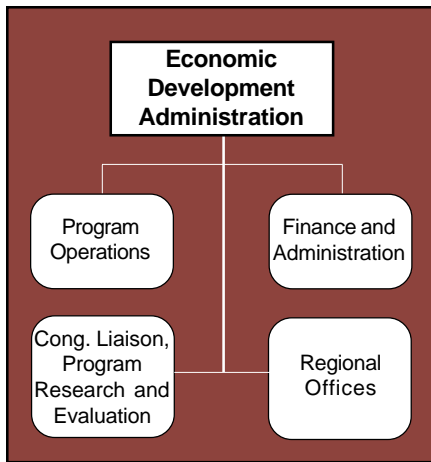 Economic
Development
Administration
Program
Operations
Finance and
Administration
Cong. Liaison,
Program
Research and
Evaluation
Regional
Offices